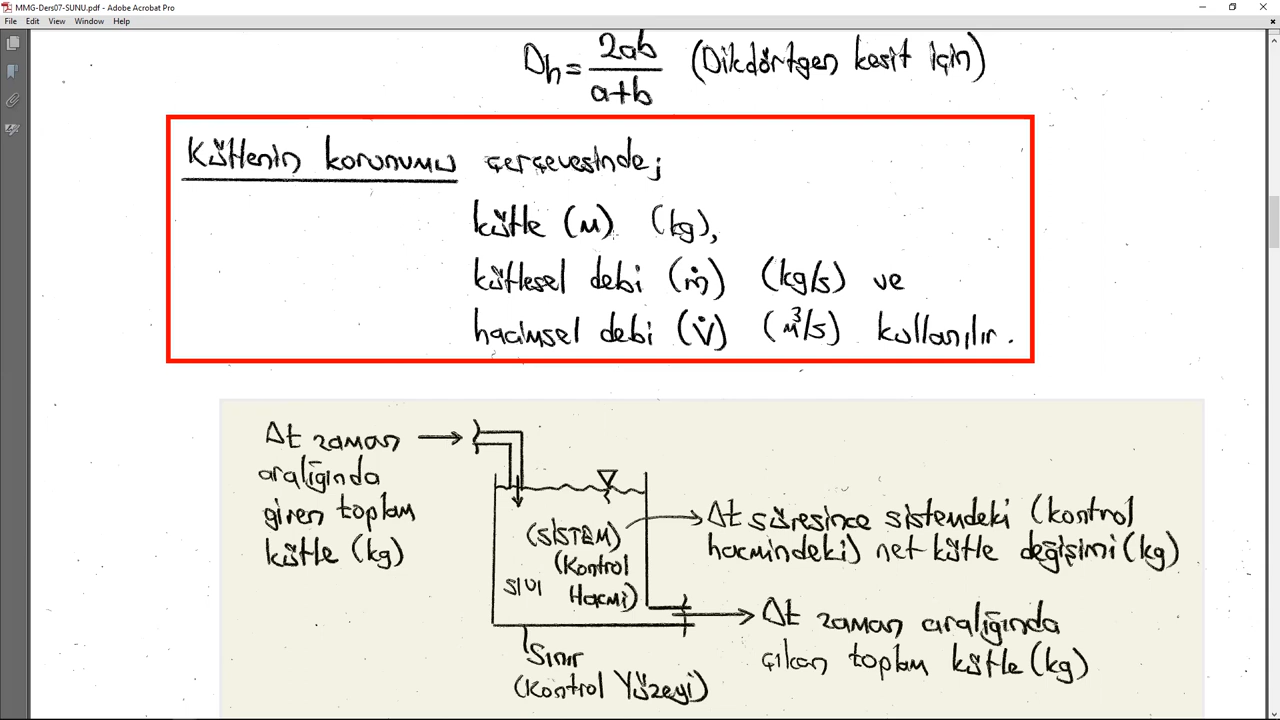 MMG-Ders07-SUNU.pdf - Adobe Acrobat Pro
File Edit View Window Help
Dh = 2ab / a+b (Dikdörtgen kesit için)
Kütlenin korunumu çerçevesinde;
kütle (m) (kg),
kütlesel debi (ṁ) (kg/s) ve
hacimsel debi (V̇) (m³/s) kullanılır.
Δt zaman
aralığında
giren toplam
kütle (kg)
(SİSTEM)
(Kontrol
Hacmi)
SIVI
Δt süresince sistemdeki (kontrol
hacmindeki) net kütle değişimi (kg)
Δt zaman aralığında
çıkan toplam kütle (kg)
Sınır
(Kontrol Yüzeyi)